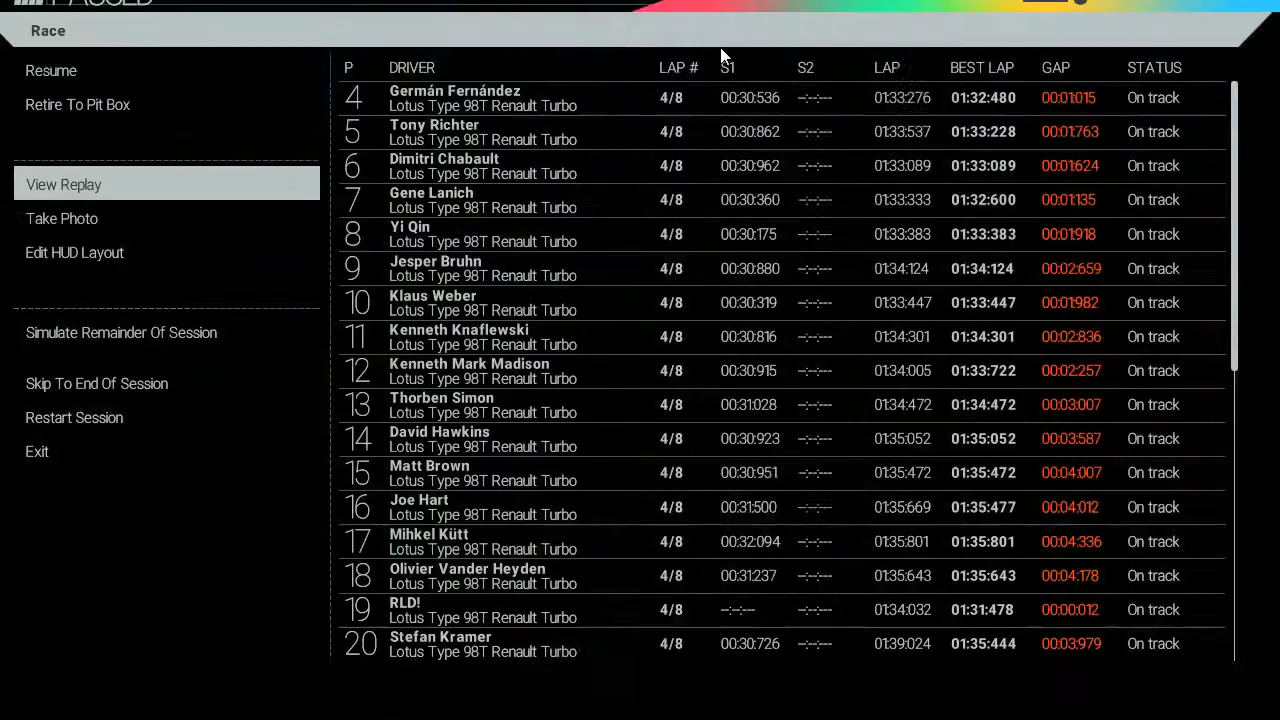 PASSED
Race
Resume
Retire To Pit Box
View Replay
Take Photo
Edit HUD Layout
Simulate Remainder Of Session
Skip To End Of Session
Restart Session
Exit
P DRIVER LAP # S1 S2 LAP BEST LAP GAP STATUS
4 Germán Fernández 4/8 00:30:536 --:--:--- 01:33:276 01:32:480 00:01:015 On track
Lotus Type 98T Renault Turbo
5 Tony Richter 4/8 00:30:862 --:--:--- 01:33:537 01:33:228 00:01:763 On track
Lotus Type 98T Renault Turbo
6 Dimitri Chabault 4/8 00:30:962 --:--:--- 01:33:089 01:33:089 00:01:624 On track
Lotus Type 98T Renault Turbo
7 Gene Lanich 4/8 00:30:360 --:--:--- 01:33:333 01:32:600 00:01:135 On track
Lotus Type 98T Renault Turbo
8 Yi Qin 4/8 00:30:175 --:--:--- 01:33:383 01:33:383 00:01:918 On track
Lotus Type 98T Renault Turbo
9 Jesper Bruhn 4/8 00:30:880 --:--:--- 01:34:124 01:34:124 00:02:659 On track
Lotus Type 98T Renault Turbo
10 Klaus Weber 4/8 00:30:319 --:--:--- 01:33:447 01:33:447 00:01:982 On track
Lotus Type 98T Renault Turbo
11 Kenneth Knaflewski 4/8 00:30:816 --:--:--- 01:34:301 01:34:301 00:02:836 On track
Lotus Type 98T Renault Turbo
12 Kenneth Mark Madison 4/8 00:30:915 --:--:--- 01:34:005 01:33:722 00:02:257 On track
Lotus Type 98T Renault Turbo
13 Thorben Simon 4/8 00:31:028 --:--:--- 01:34:472 01:34:472 00:03:007 On track
Lotus Type 98T Renault Turbo
14 David Hawkins 4/8 00:30:923 --:--:--- 01:35:052 01:35:052 00:03:587 On track
Lotus Type 98T Renault Turbo
15 Matt Brown 4/8 00:30:951 --:--:--- 01:35:472 01:35:472 00:04:007 On track
Lotus Type 98T Renault Turbo
16 Joe Hart 4/8 00:31:500 --:--:--- 01:35:669 01:35:477 00:04:012 On track
Lotus Type 98T Renault Turbo
17 Mihkel Kütt 4/8 00:32:094 --:--:--- 01:35:801 01:35:801 00:04:336 On track
Lotus Type 98T Renault Turbo
18 Olivier Vander Heyden 4/8 00:31:237 --:--:--- 01:35:643 01:35:643 00:04:178 On track
Lotus Type 98T Renault Turbo
19 RLD! 4/8 --:--:--- 01:34:032 01:31:478 00:00:012 On track
Lotus Type 98T Renault Turbo
20 Stefan Kramer 4/8 00:30:726 --:--:--- 01:39:024 01:35:444 00:03:979 On track
Lotus Type 98T Renault Turbo